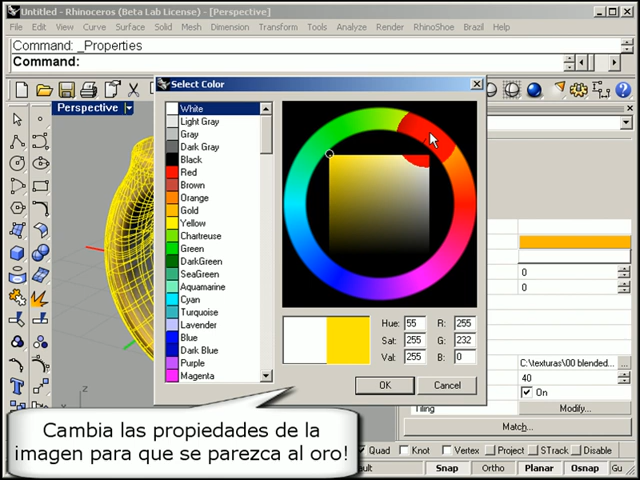 Untitled - Rhinoceros (Beta Lab License) - [Perspective]
File Edit View Curve Surface Solid Mesh Dimension Transform Tools Analyze Render RhinoShoe Brazil Help
Command: _Properties
Command:
Perspective
Select Color
White
Light Gray
Gray
Dark Gray
Black
Red
Brown
Orange
Gold
Yellow
Chartreuse
Green
DarkGreen
SeaGreen
Aquamarine
Cyan
Turquoise
Lavender
Blue
Dark Blue
Purple
Magenta
Hue: 55 R: 255
Sat: 255 G: 232
Val: 255 B: 0
OK Cancel
0
0
C:\texturas\00 blended... ...
40
On
Tiling Modify...
Match...
z
x
Cambia las propiedades de la
imagen para que se parezca al oro!
Quad Knot Vertex Project STrack Disable
Snap Ortho Planar Osnap